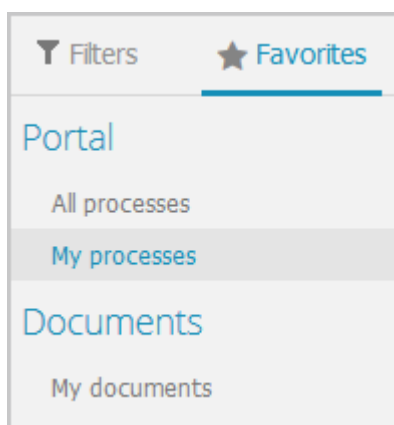 Filters Favorites
Portal
All processes
My processes
Documents
My documents